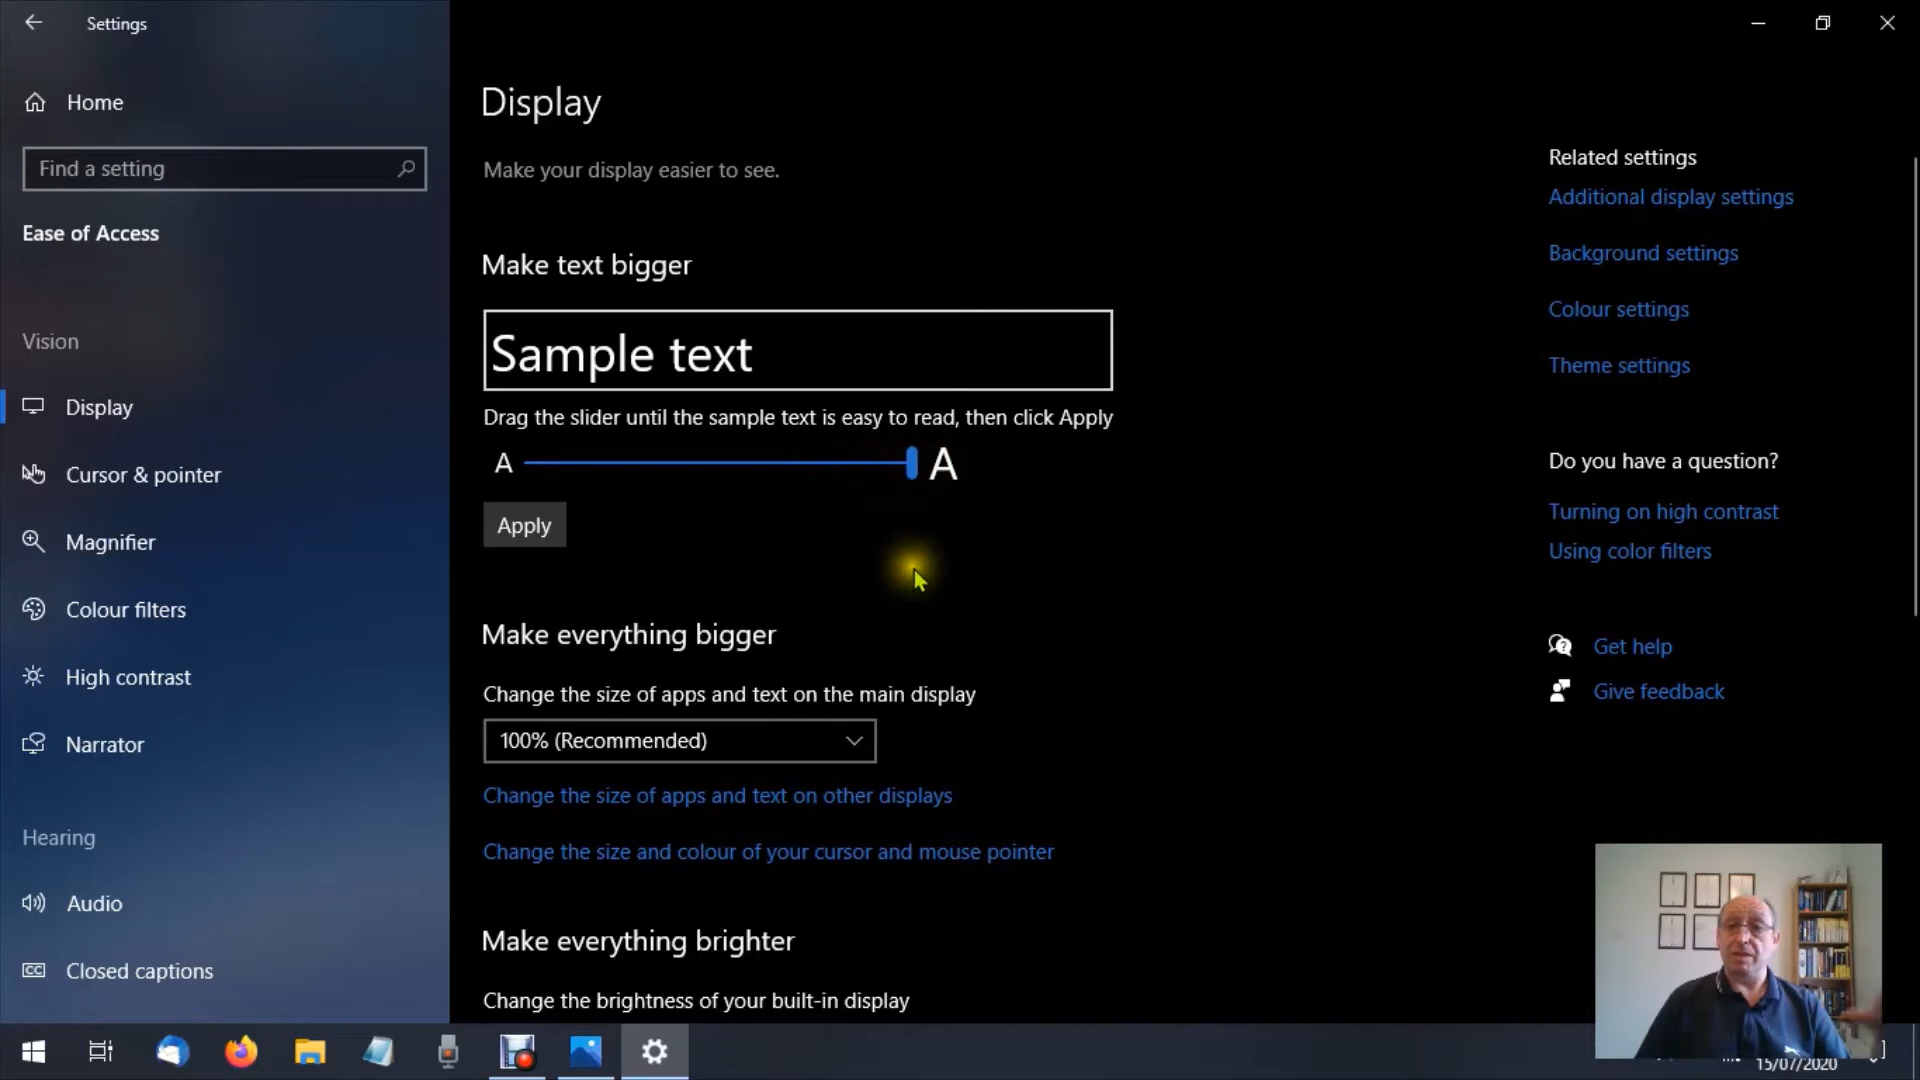 Settings
Home
Find a setting
Ease of Access
Vision
Display
Cursor & pointer
Magnifier
Colour filters
High contrast
Narrator
Hearing
Audio
Closed captions
Display
Make your display easier to see.
Make text bigger
Sample text
Drag the slider until the sample text is easy to read, then click Apply
A A
Apply
Make everything bigger
Change the size of apps and text on the main display
100% (Recommended)
Change the size of apps and text on other displays
Change the size and colour of your cursor and mouse pointer
Make everything brighter
Change the brightness of your built-in display
Related settings
Additional display settings
Background settings
Colour settings
Theme settings
Do you have a question?
Turning on high contrast
Using color filters
Get help
Give feedback
15/07/2020